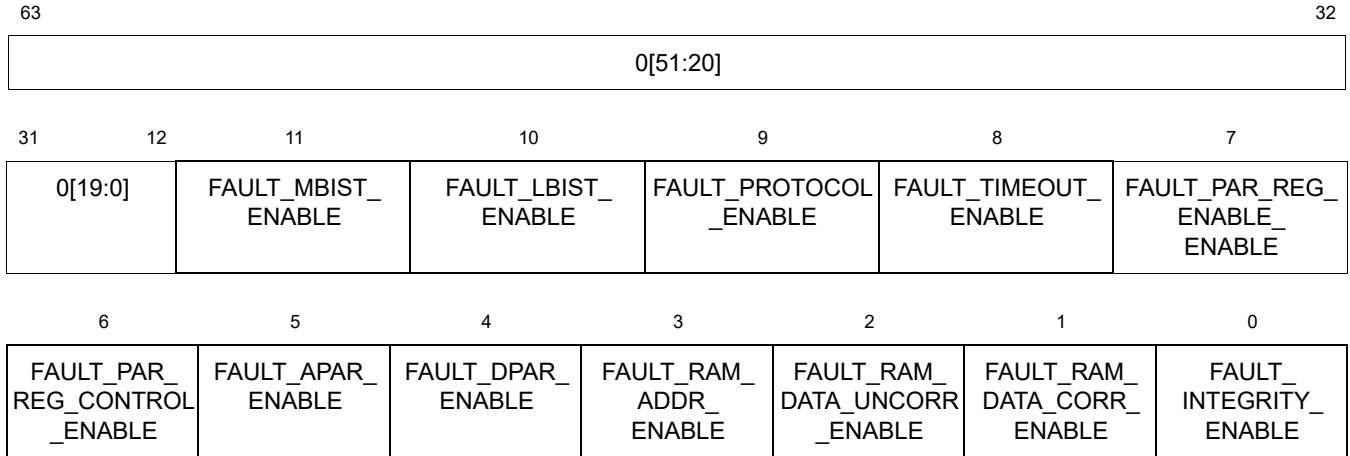 63 32
0[51:20]
31 12 11 10 9 8 7
0[19:0] FAULT_MBIST_ FAULT_LBIST_ FAULT_PROTOCOL FAULT_TIMEOUT_ FAULT_PAR_REG_
ENABLE ENABLE _ENABLE ENABLE ENABLE_
ENABLE
6 5 4 3 2 1 0
FAULT_PAR_ FAULT_APAR_ FAULT_DPAR_ FAULT_RAM_ FAULT_RAM_ FAULT_RAM_ FAULT_
REG_CONTROL ENABLE ENABLE ADDR_ DATA_UNCORR DATA_CORR_ INTEGRITY_
_ENABLE ENABLE _ENABLE ENABLE ENABLE